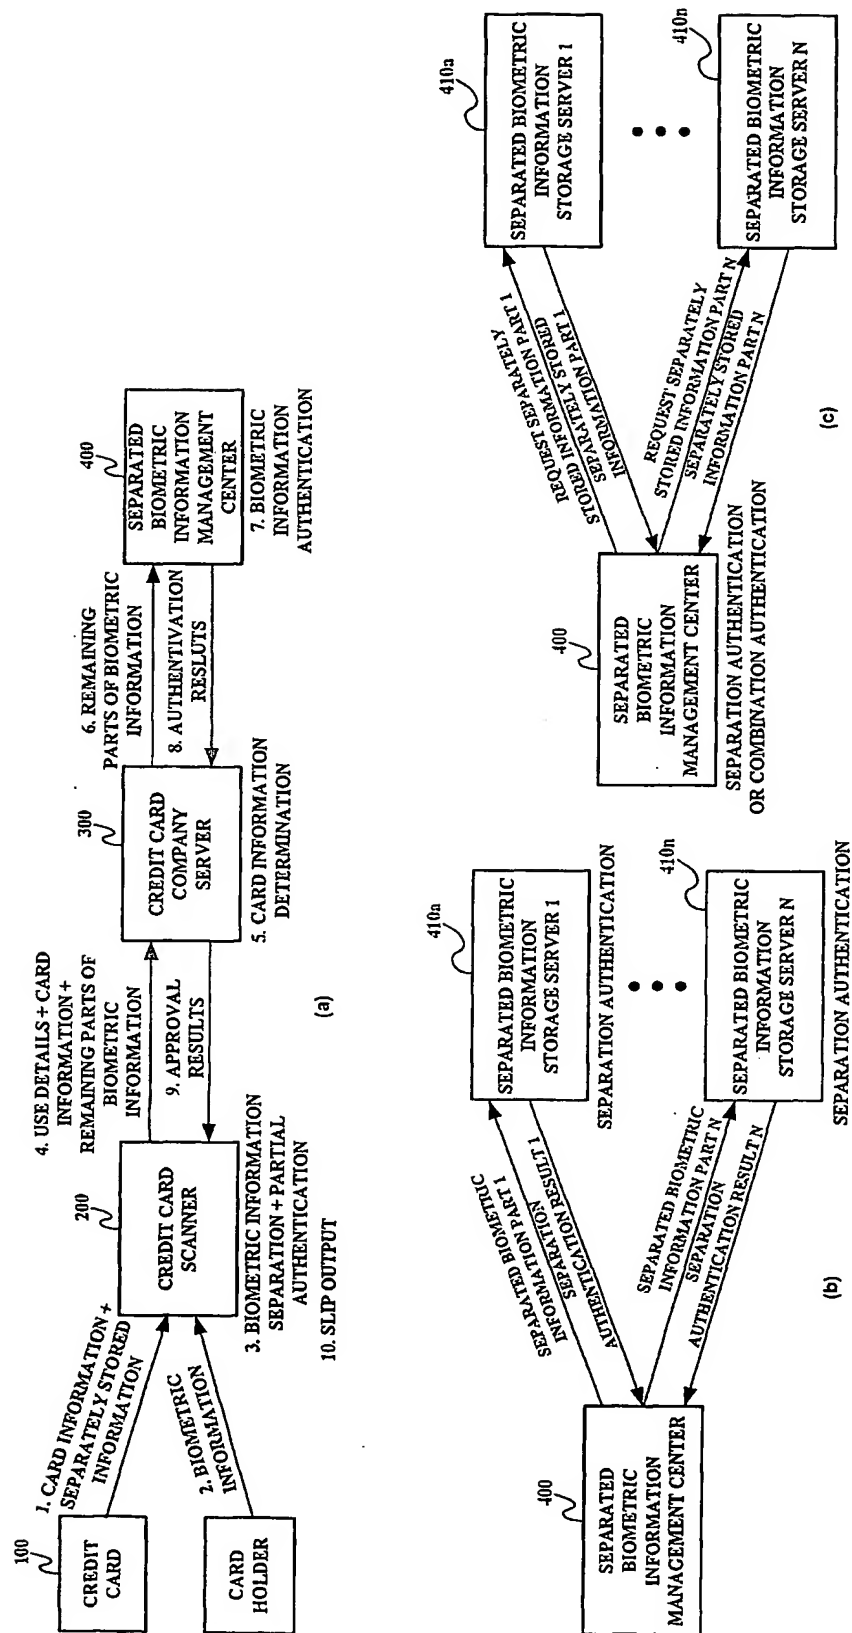 100
CREDIT
CARD
CARD
HOLDER
1. CARD INFORMATION +
SEPARATELY STORED
INFORMATION
2. BIOMETRIC
INFORMATION
200
CREDIT CARD
SCANNER
3. BIOMETRIC INFORMATION
SEPARATION + PARTIAL
AUTHENTICATION
10. SLIP OUTPUT
4. USE DETAILS + CARD
INFORMATION +
REMAINING PARTS OF
BIOMETRIC
INFORMATION
9. APPROVAL
RESULTS
300
CREDIT CARD
COMPANY
SERVER
5. CARD INFORMATION
DETERMINATION
6. REMAINING
PARTS OF BIOMETRIC
INFORMATION
8. AUTHENTIVATION
RESLUTS
400
SEPARATED
BIOMETRIC
INFORMATION
MANAGEMENT
CENTER
7. BIOMETRIC
INFORMATION
AUTHENTICATION
(a)
400
SEPARATED
BIOMETRIC
INFORMATION
MANAGEMENT CENTER
SEPARATED BIOMETRIC
INFORMATION PART 1
SEPARATION
SEPARATION RESULT 1
AUTHENTICATION
SEPARATED BIOMETRIC
INFORMATION PART N
SEPARATION
AUTHENTICATION RESULT N
410a
SEPARATED BIOMETRIC
INFORMATION
STORAGE SERVER 1
SEPARATION AUTHENTICATION
410n
SEPARATED BIOMETRIC
INFORMATION
STORAGE SERVER N
SEPARATION AUTHENTICATION
(b)
400
SEPARATED
BIOMETRIC
INFORMATION
MANAGEMENT CENTER
SEPARATION AUTHENTICATION
OR COMBINATION AUTHENTICATION
REQUEST SEPARATELY
STORED INFORMATION PART 1
SEPARATELY STORED
INFORMATION PART 1
REQUEST SEPARATELY
STORED INFORMATION PART N
SEPARATELY STORED
INFORMATION PART N
410a
SEPARATED BIOMETRIC
INFORMATION
STORAGE SERVER 1
410n
SEPARATED BIOMETRIC
INFORMATION
STORAGE SERVER N
(c)